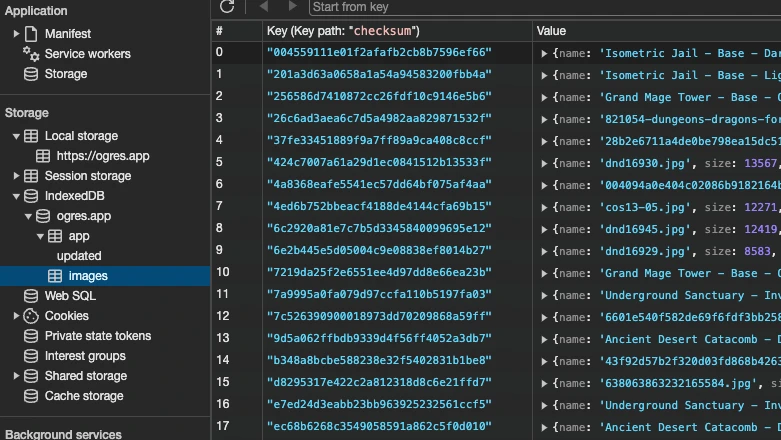 Application
Manifest
Service workers
Storage
Storage
Local storage
https://ogres.app
Session storage
IndexedDB
ogres.app
app
updated
images
Web SQL
Cookies
Private state tokens
Interest groups
Shared storage
Cache storage
Background services
Start from key
# Key (Key path: "checksum") Value
0 "004559111e01f2afafb2cb8b7596ef66" {name: 'Isometric Jail – Base – Dar
1 "201a3d63a0658a1a54a94583200fbb4a" {name: 'Isometric Jail – Base – Lig
2 "256586d7410872cc26fdf10c9146e5b6" {name: 'Grand Mage Tower – Base –
3 "26c6ad3aea6c7d5a4982aa829871532f" {name: '821054-dungeons-dragons-for
4 "37fe33451889f9a7ff89a9ca408c8ccf" {name: '28b2e6711a4de0be798ea15dc51
5 "424c7007a61a29d1ec0841512b13533f" {name: 'dnd16930.jpg', size: 13567,
6 "4a8368eafe5541ec57dd64bf075af4aa" {name: '004094a0e404c02086b9182164b
7 "4ed6b752bbeacf4188de4144cfa69b15" {name: 'cos13-05.jpg', size: 12271,
8 "6c2920a81e7c7b5d3345840099695e12" {name: 'dnd16945.jpg', size: 12419,
9 "6e2b445e5d05004c9e08838ef8014b27" {name: 'dnd16929.jpg', size: 8583,
10 "7219da25f2e6551ee4d97dd8e66ea23b" {name: 'Grand Mage Tower – Base –
11 "7a9995a0fa079d97ccfa110b5197fa03" {name: 'Underground Sanctuary – Inv
12 "7c526390900018973dd70209868a59ff" {name: '6601e540f582de69f6fdf3bb258
13 "9d5a062ffbdb9339d4f56ff4052a3db7" {name: 'Ancient Desert Catacomb – D
14 "b348a8bcbe588238e32f5402831b1be8" {name: '43f92d57b2f320d03fd868b4263
15 "d8295317e422c2a812318d8c6e21ffd7" {name: '638063863232165584.jpg', si
16 "e7ed24d3eabb23bb963925232561ccf5" {name: 'Underground Sanctuary – Inv
17 "ec68b6268c3549058591a862c5f0d010" {name: 'Ancient Desert Catacomb – D